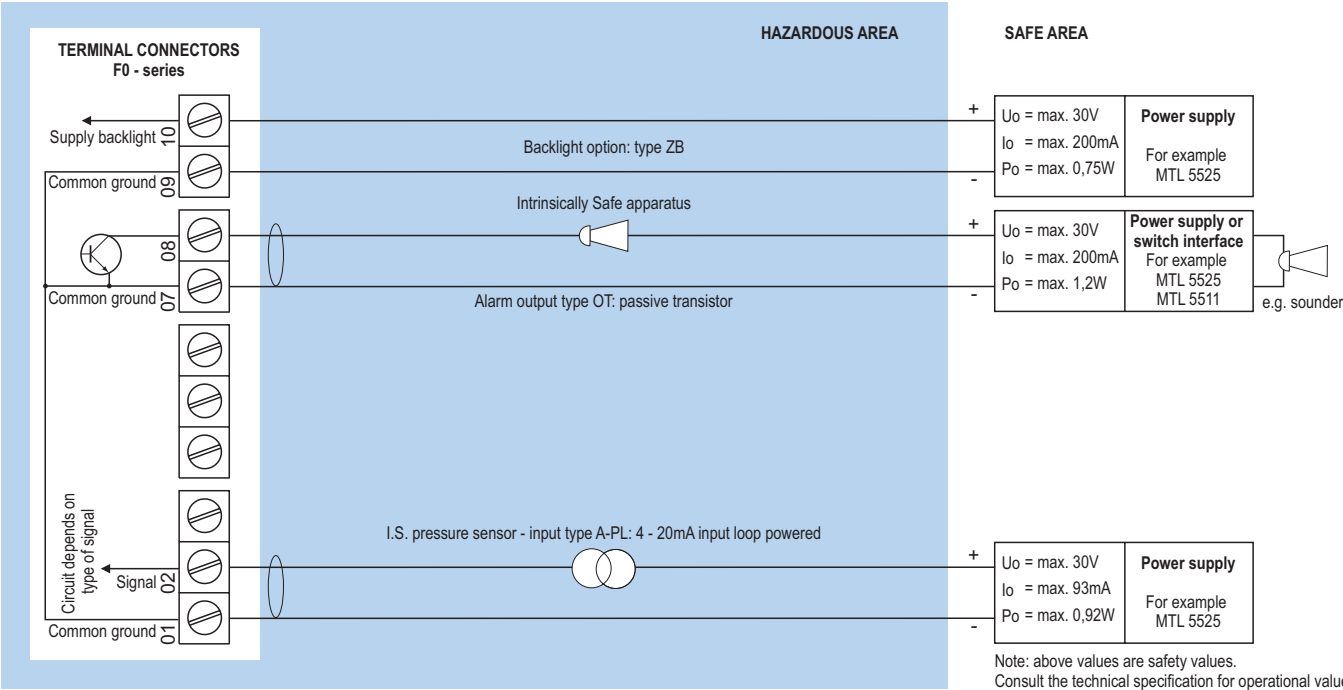 HAZARDOUS AREA
SAFE AREA
TERMINAL CONNECTORS
F0 - series
Supply backlight
10
Common ground
09
Backlight option: type ZB
+
-
Uo = max. 30V
Io = max. 200mA
Po = max. 0,75W
Power supply
For example
MTL 5525
08
Common ground
07
Intrinsically Safe apparatus
Alarm output type OT: passive transistor
+
-
Uo = max. 30V
Io = max. 200mA
Po = max. 1,2W
Power supply or
switch interface
For example
MTL 5525
MTL 5511
e.g. sounder
Circuit depends on
type of signal
Signal
02
Common ground
01
I.S. pressure sensor - input type A-PL: 4 - 20mA input loop powered
+
-
Uo = max. 30V
Io = max. 93mA
Po = max. 0,92W
Power supply
For example
MTL 5525
Note: above values are safety values.
Consult the technical specification for operational